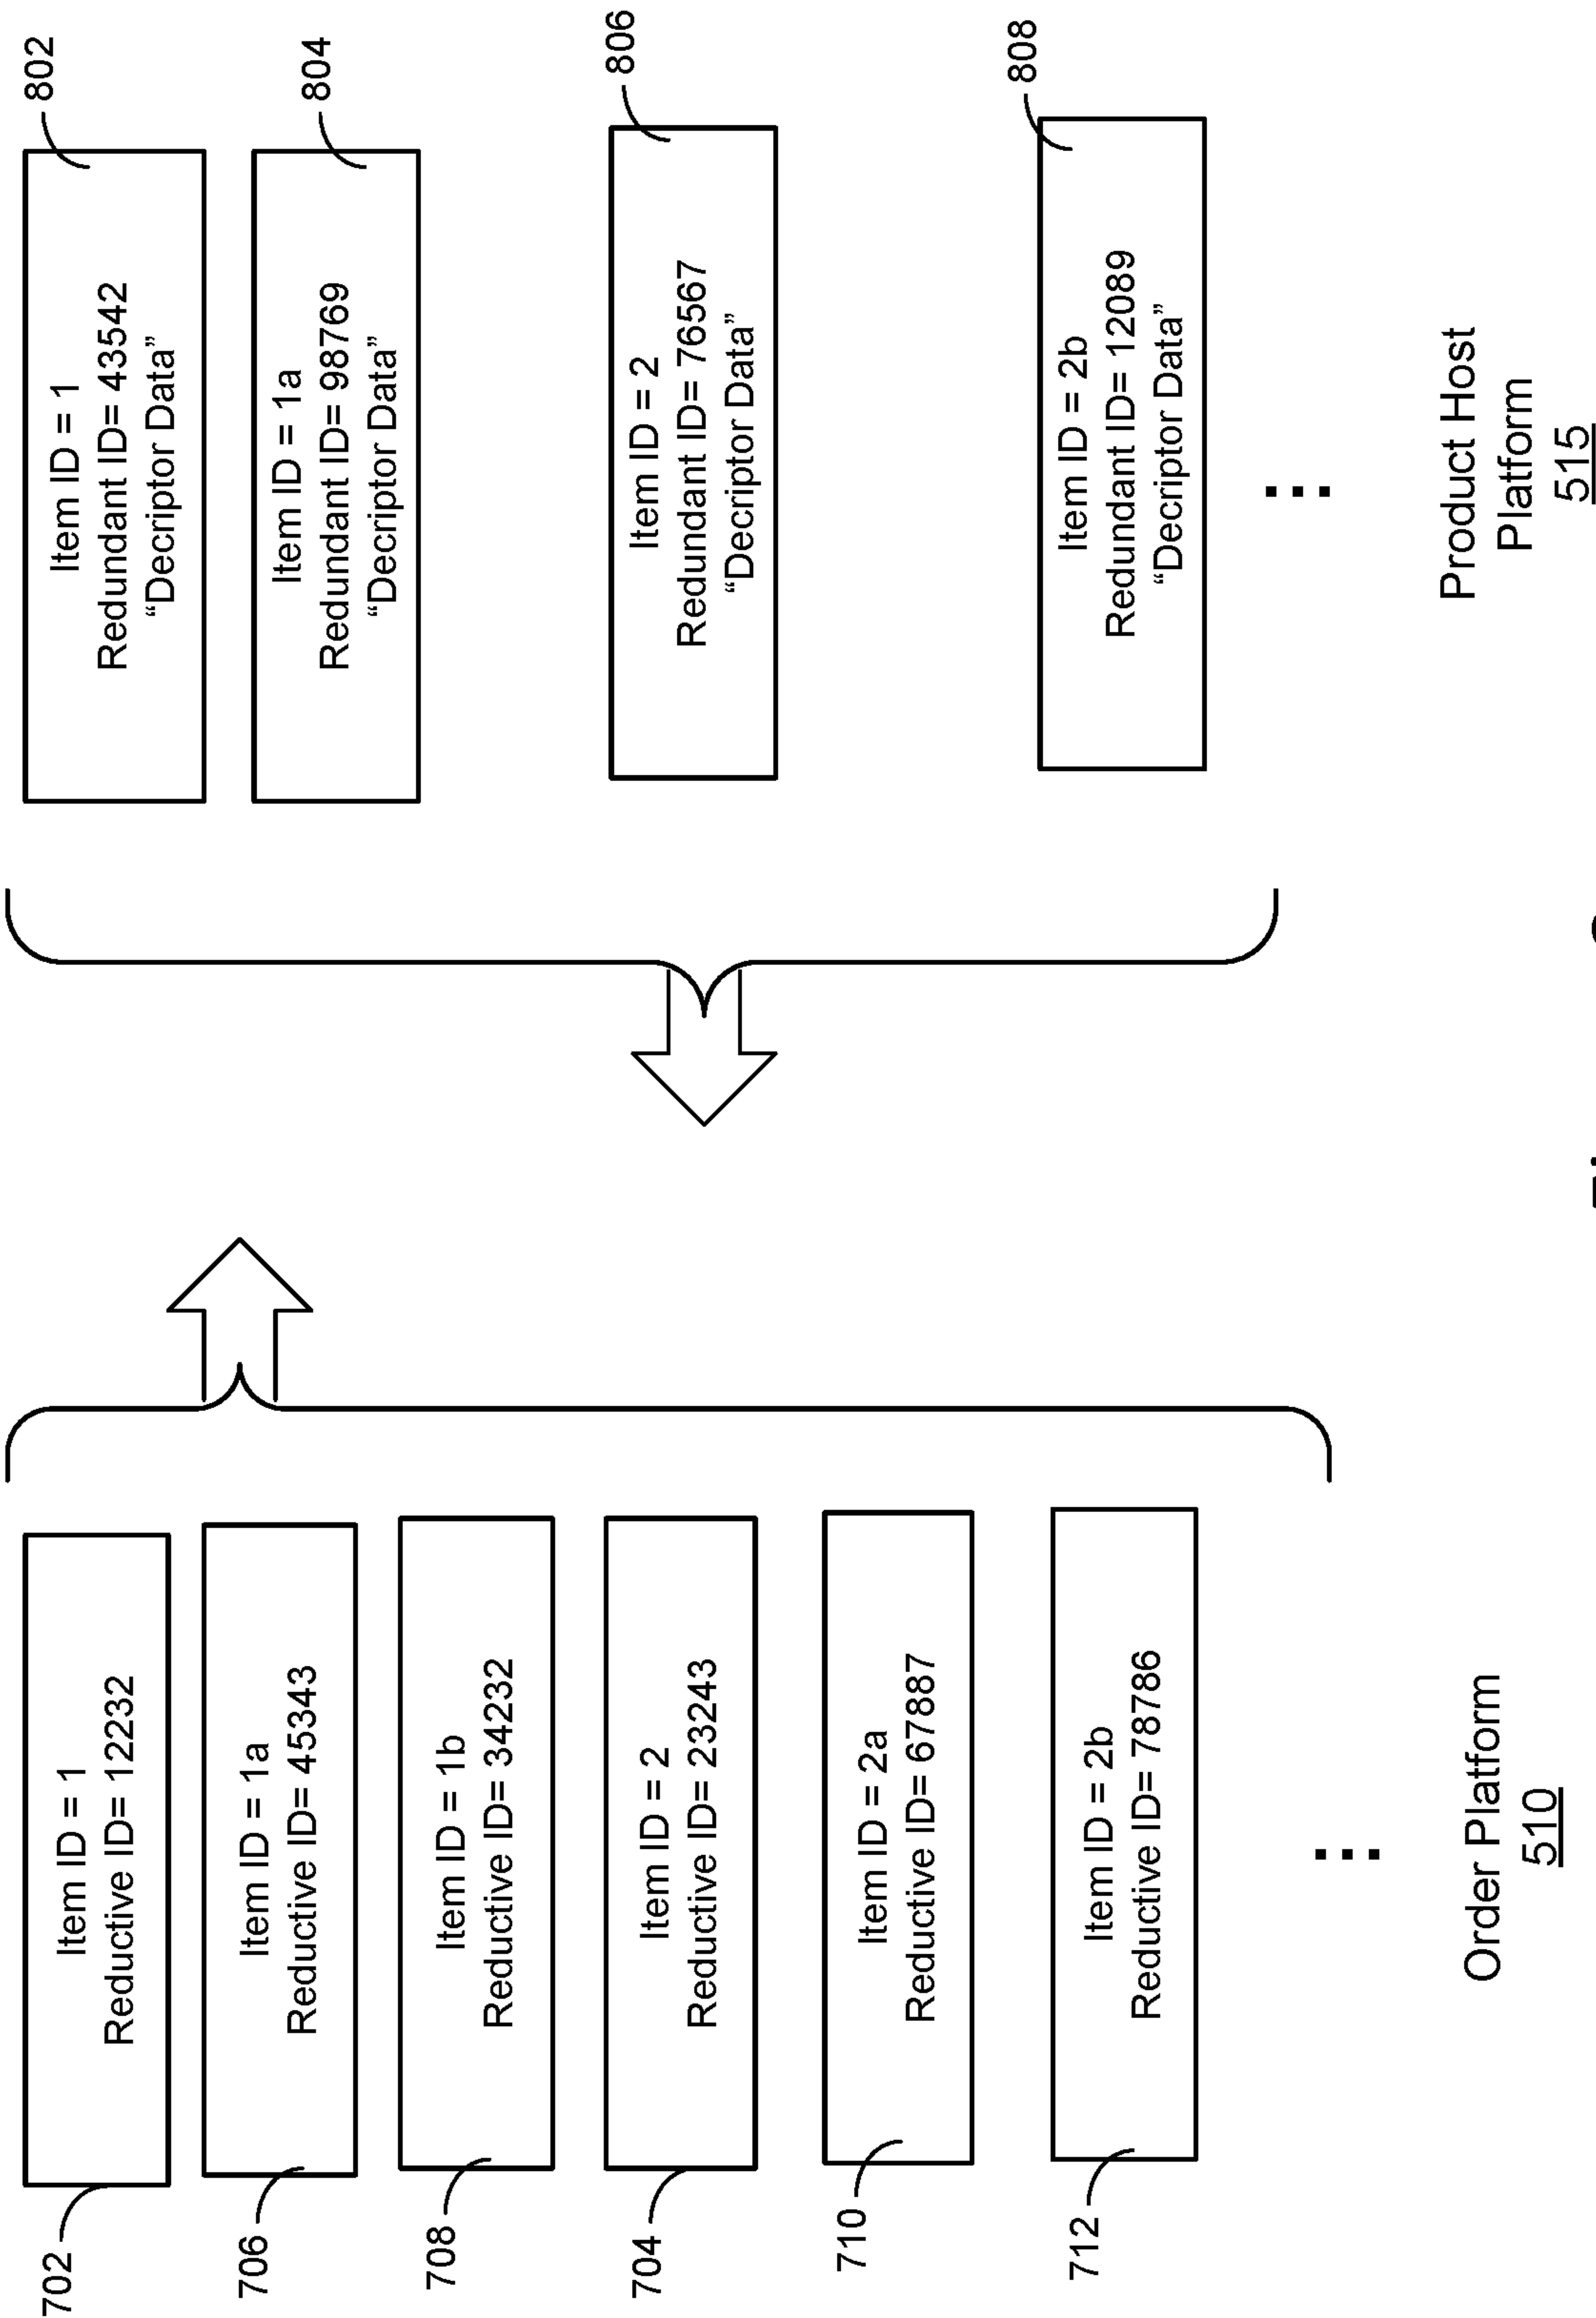 702
Item ID = 1
Reductive ID= 12232
706
Item ID = 1a
Reductive ID= 45343
708
Item ID = 1b
Reductive ID= 34232
704
Item ID = 2
Reductive ID= 23243
710
Item ID = 2a
Reductive ID= 67887
712
Item ID = 2b
Reductive ID= 78786
Order Platform
510
802
Item ID = 1
Redundant ID= 43542
“Decriptor Data”
804
Item ID = 1a
Redundant ID= 98769
“Decriptor Data”
806
Item ID = 2
Redundant ID= 76567
“Decriptor Data”
808
Item ID = 2b
Redundant ID= 12089
“Decriptor Data”
Product Host
Platform
515